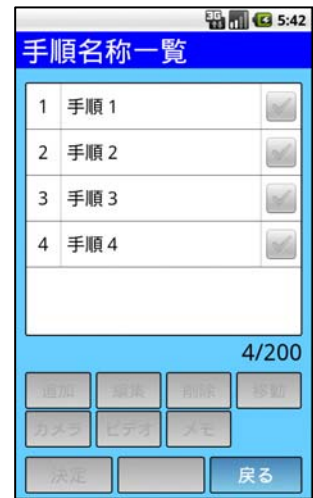 3G 5:42
手順名称一覧
1 手順 1
2 手順 2
3 手順 3
4 手順 4
4/200
追加 編集 削除 移動
カメラ ビデオ メモ
決定 戻る